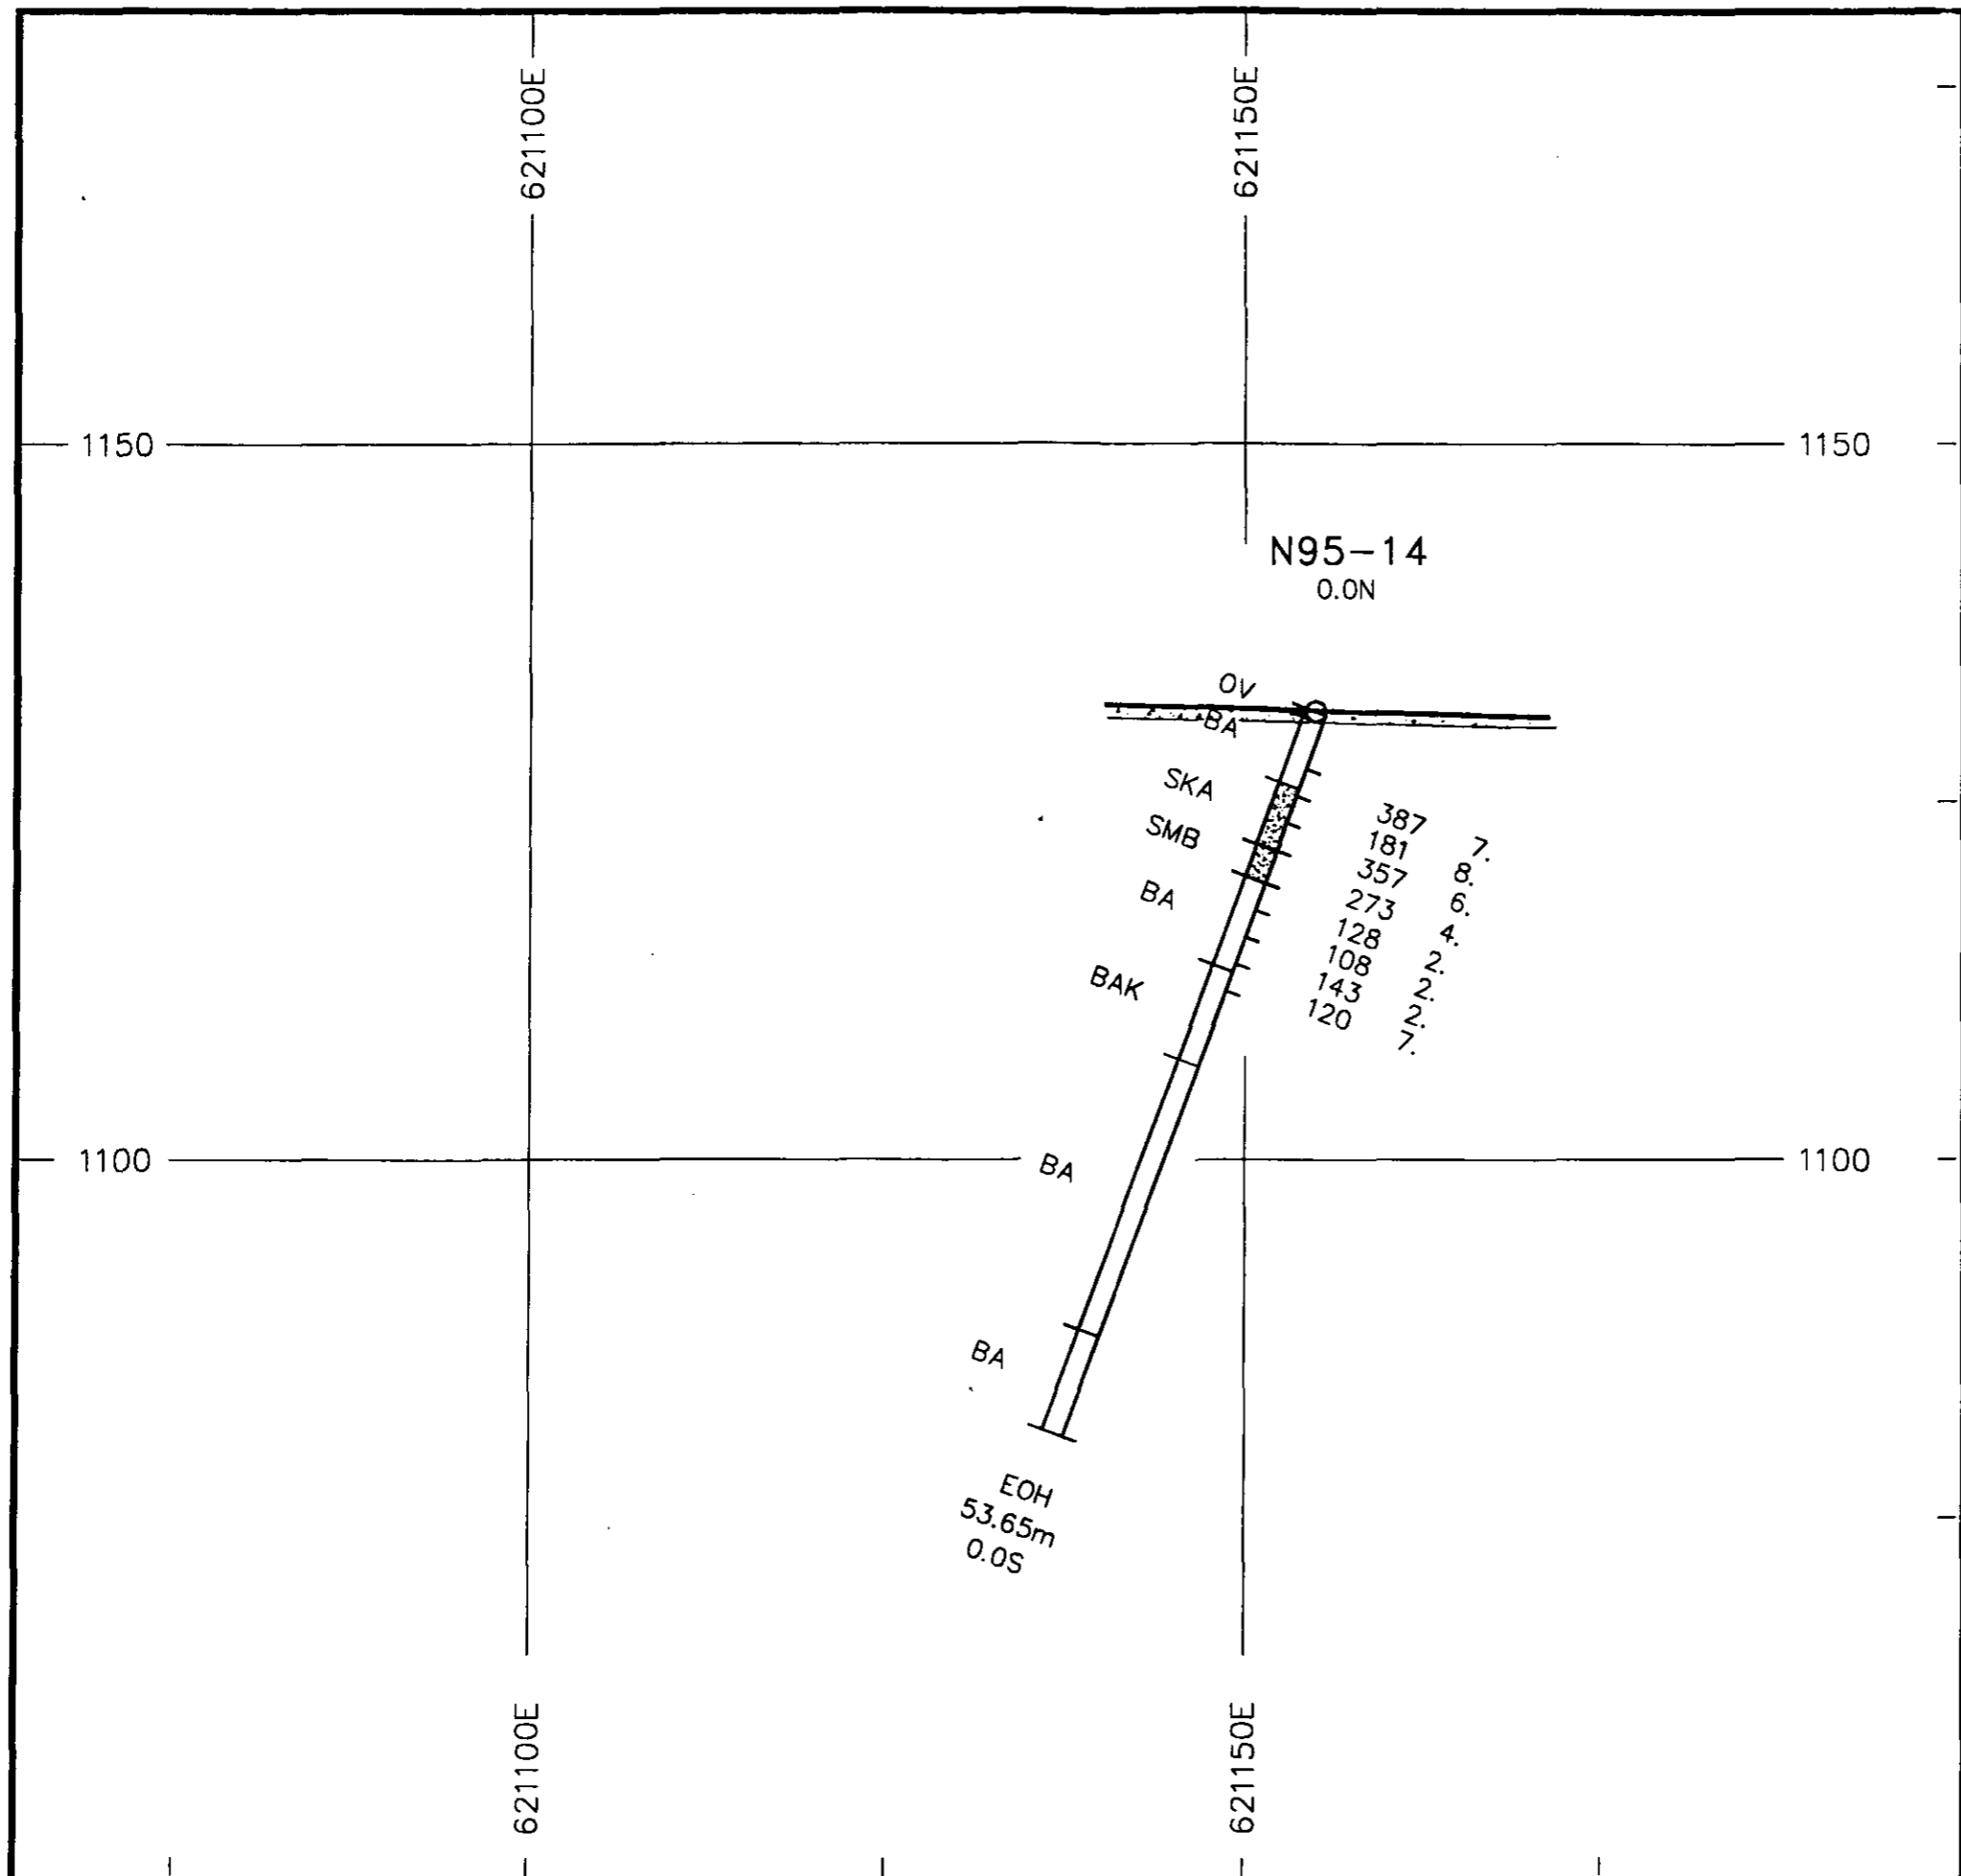 621100E
621150E
1150
1150
N95-14
0.0N
OV
BA
SKA
SMB
BA
BAK
BA
BA
387 7.
181 8.
357 6.
273 4.
128 2.
108 2.
143 2.
120 7.
1100
1100
EOH
53.65m
0.0S
621100E
621150E